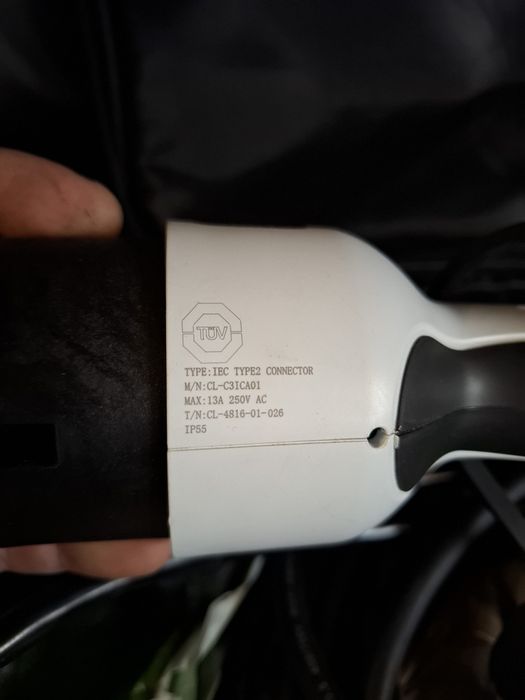 TÜV
TYPE:IEC TYPE2 CONNECTOR
M/N:CL-C3ICA01
MAX:13A 250V AC
T/N:CL-4816-01-026
IP55